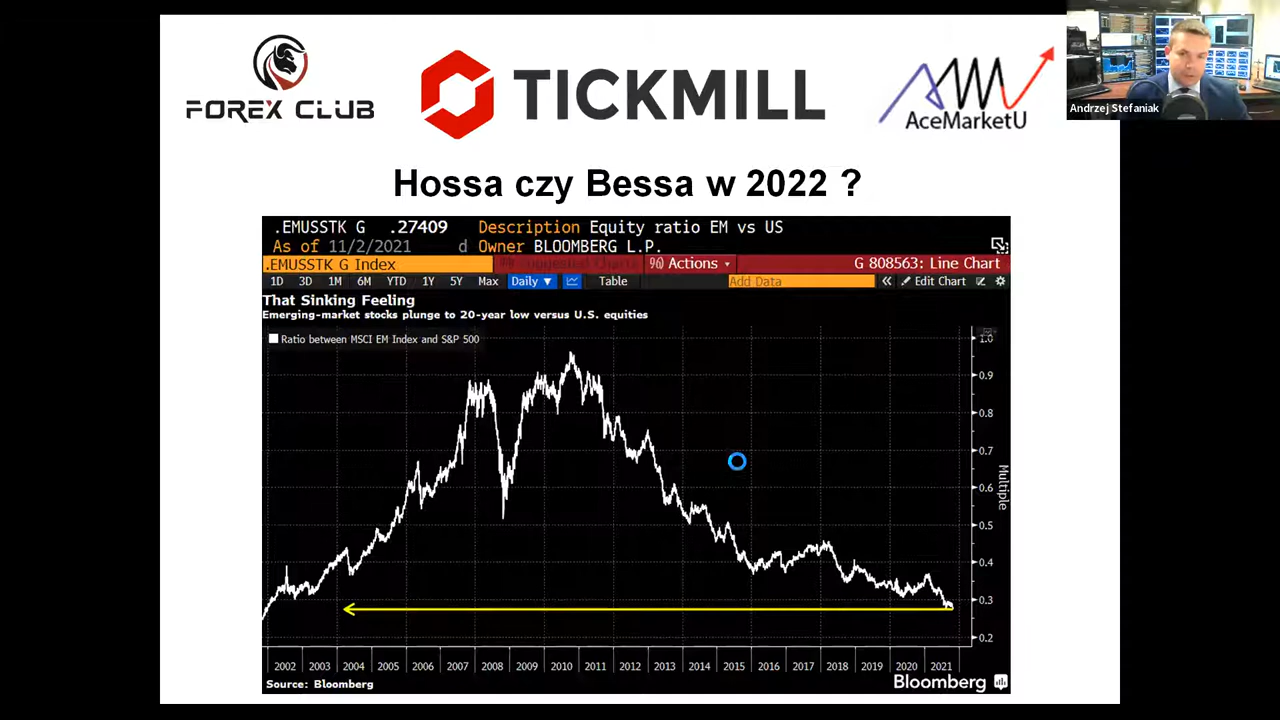 FOREX CLUB
TICKMILL
AceMarketU
Andrzej Stefaniak
Hossa czy Bessa w 2022 ?
.EMUSSTK G .27409 Description Equity ratio EM vs US
As of 11/2/2021 d Owner BLOOMBERG L.P.
.EMUSSTK G Index Suggested Charts Actions G 808563: Line Chart
1D 3D 1M 6M YTD 1Y 5Y Max Daily Table Add Data « Edit Chart
That Sinking Feeling
Emerging-market stocks plunge to 20-year low versus U.S. equities
Ratio between MSCI EM Index and S&P 500
1.0
0.9
0.8
0.7
0.6
0.5
0.4
0.3
0.2
Multiple
2002 2003 2004 2005 2006 2007 2008 2009 2010 2011 2012 2013 2014 2015 2016 2017 2018 2019 2020 2021
Source: Bloomberg
Bloomberg